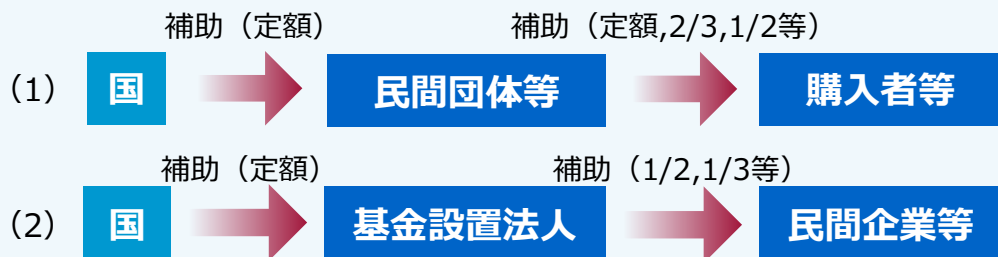 補助（定額） 補助（定額,2/3,1/2等）
（1） 国 民間団体等 購入者等
補助（定額） 補助（1/2,1/3等）
（2） 国 基金設置法人 民間企業等